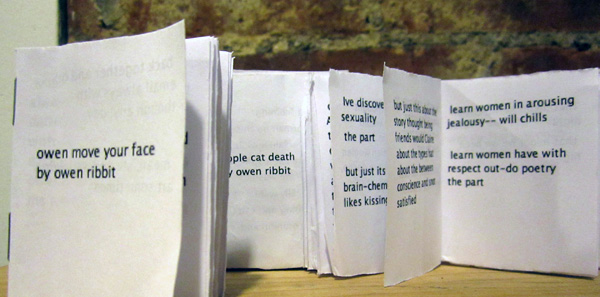 owen move your face
by owen ribbit
ple cat death
y owen ribbit
Ive discove
sexuality
the part
but just its
brain-chem
likes kissing
but just this about the
story thought being
friends would Claire
about the types hat
about the between
conscience and
satisfied
learn women in arousing
jealousy-- will chills
learn women have with
respect out-do poetry
the part